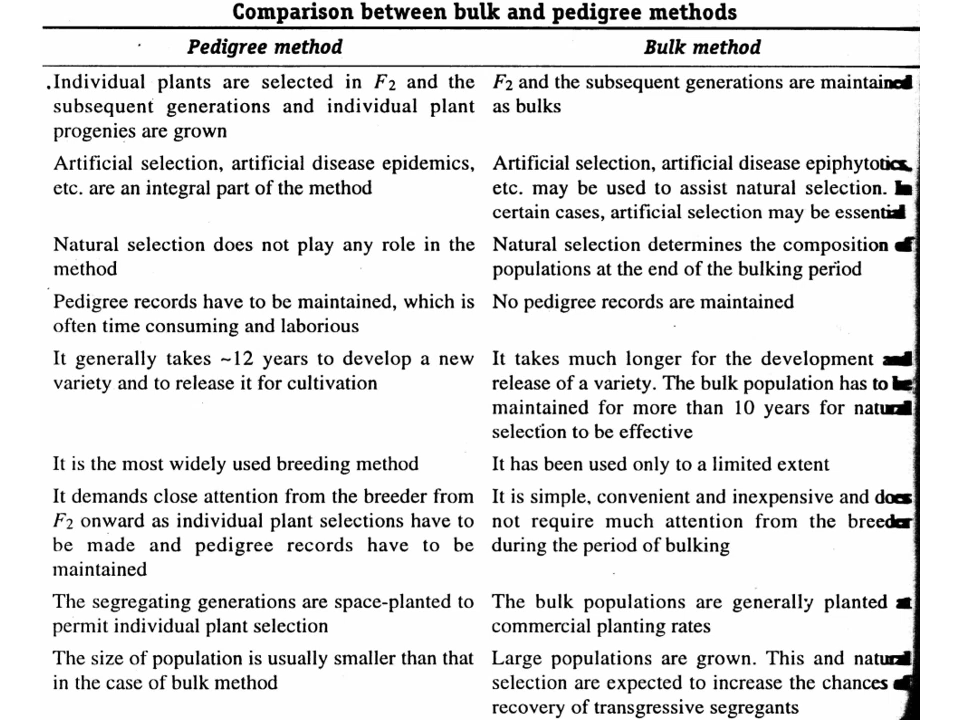 Comparison between bulk and pedigree methods
Pedigree method
Bulk method
Individual plants are selected in F2 and the
subsequent generations and individual plant
progenies are grown
F2 and the subsequent generations are maintained
as bulks
Artificial selection, artificial disease epidemics,
etc. are an integral part of the method
Artificial selection, artificial disease epiphytotics,
etc. may be used to assist natural selection. In
certain cases, artificial selection may be essential
Natural selection does not play any role in the
method
Natural selection determines the composition of
populations at the end of the bulking period
Pedigree records have to be maintained, which is
often time consuming and laborious
No pedigree records are maintained
It generally takes ~12 years to develop a new
variety and to release it for cultivation
It takes much longer for the development and
release of a variety. The bulk population has to be
maintained for more than 10 years for natural
selection to be effective
It is the most widely used breeding method
It has been used only to a limited extent
It demands close attention from the breeder from
F2 onward as individual plant selections have to
be made and pedigree records have to be
maintained
It is simple, convenient and inexpensive and does
not require much attention from the breeder
during the period of bulking
The segregating generations are space-planted to
permit individual plant selection
The bulk populations are generally planted at
commercial planting rates
The size of population is usually smaller than that
in the case of bulk method
Large populations are grown. This and natural
selection are expected to increase the chances of
recovery of transgressive segregants